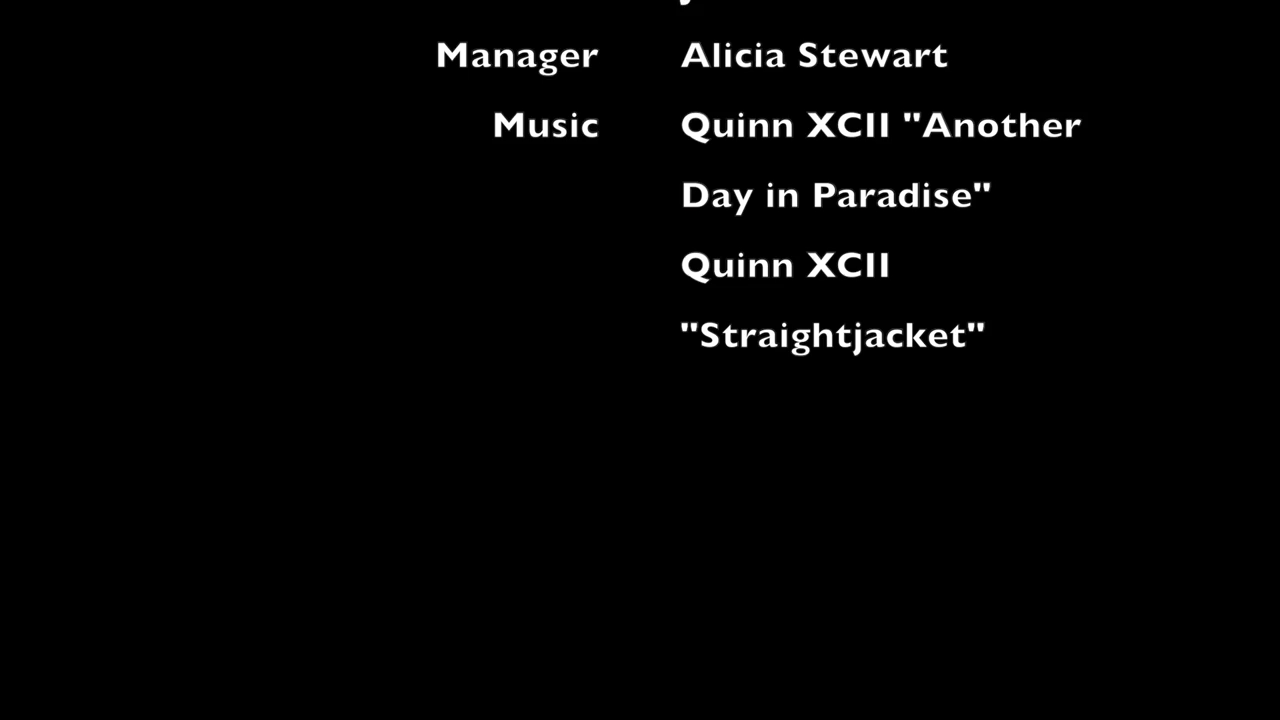 Manager Alicia Stewart
Music Quinn XCII "Another
Day in Paradise"
Quinn XCII
"Straightjacket"